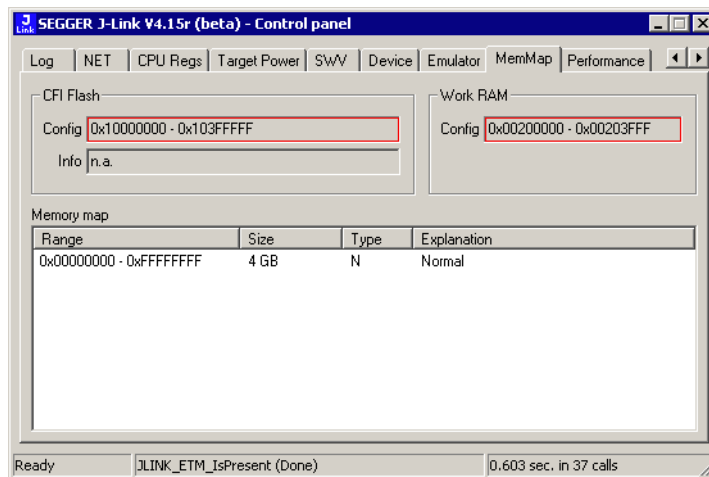 J Link SEGGER J-Link V4.15r (beta) - Control panel
Log NET CPU Regs Target Power SWV Device Emulator MemMap Performance
CFI Flash Work RAM
Config 0x10000000 - 0x103FFFFF Config 0x00200000 - 0x00203FFF
Info n.a.
Memory map
Range Size Type Explanation
0x00000000 - 0xFFFFFFFF 4 GB N Normal
Ready JLINK_ETM_IsPresent (Done) 0.603 sec. in 37 calls